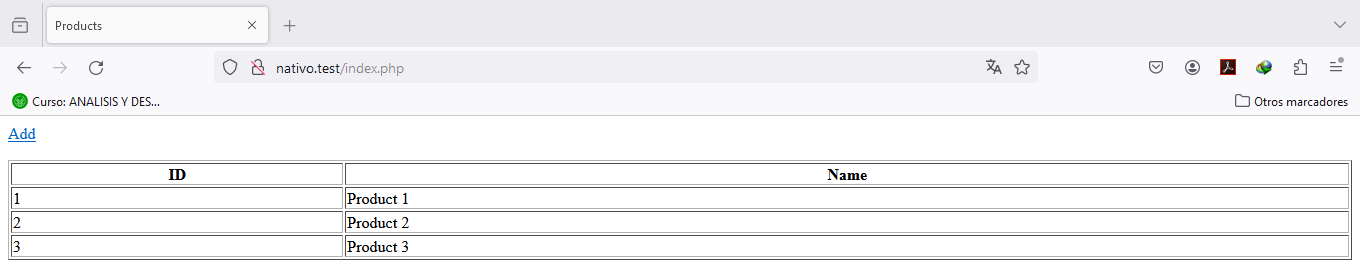 Products
nativo.test/index.php
Curso: ANALISIS Y DES...
Otros marcadores
Add
ID Name
1 Product 1
2 Product 2
3 Product 3